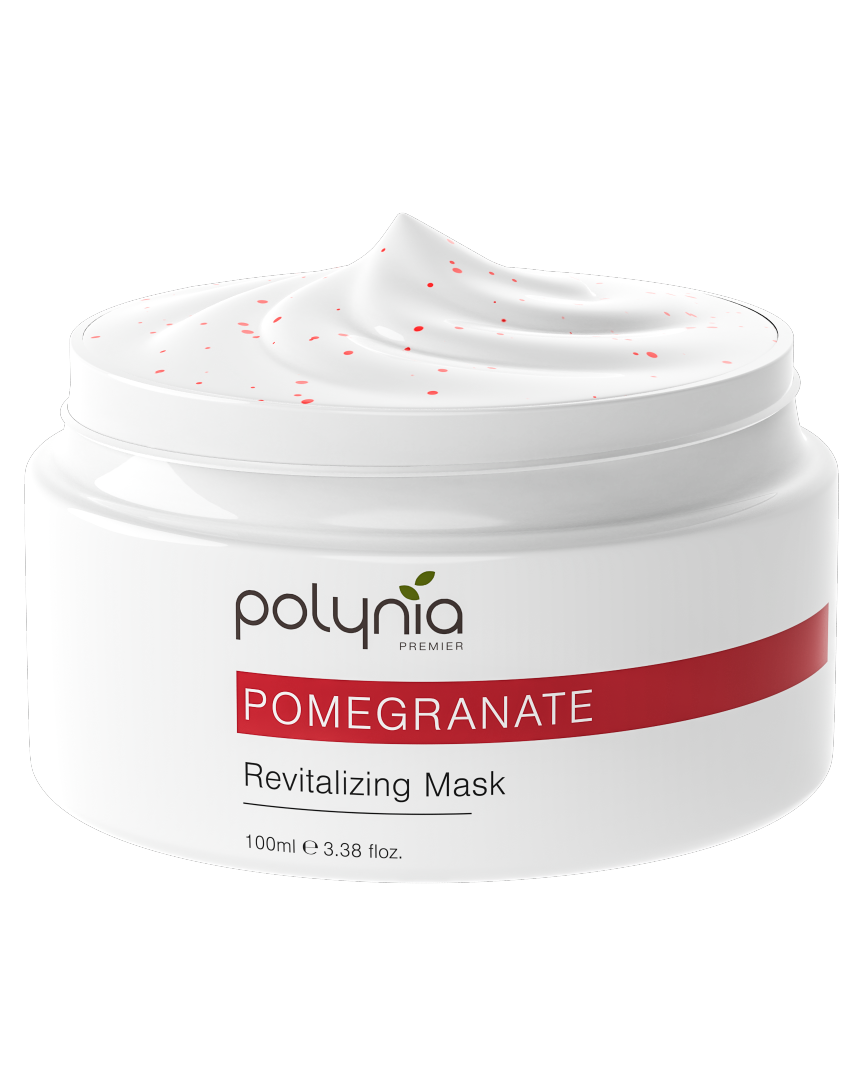 polynia
PREMIER
POMEGRANATE
Revitalizing Mask
100ml ℮ 3.38 floz.